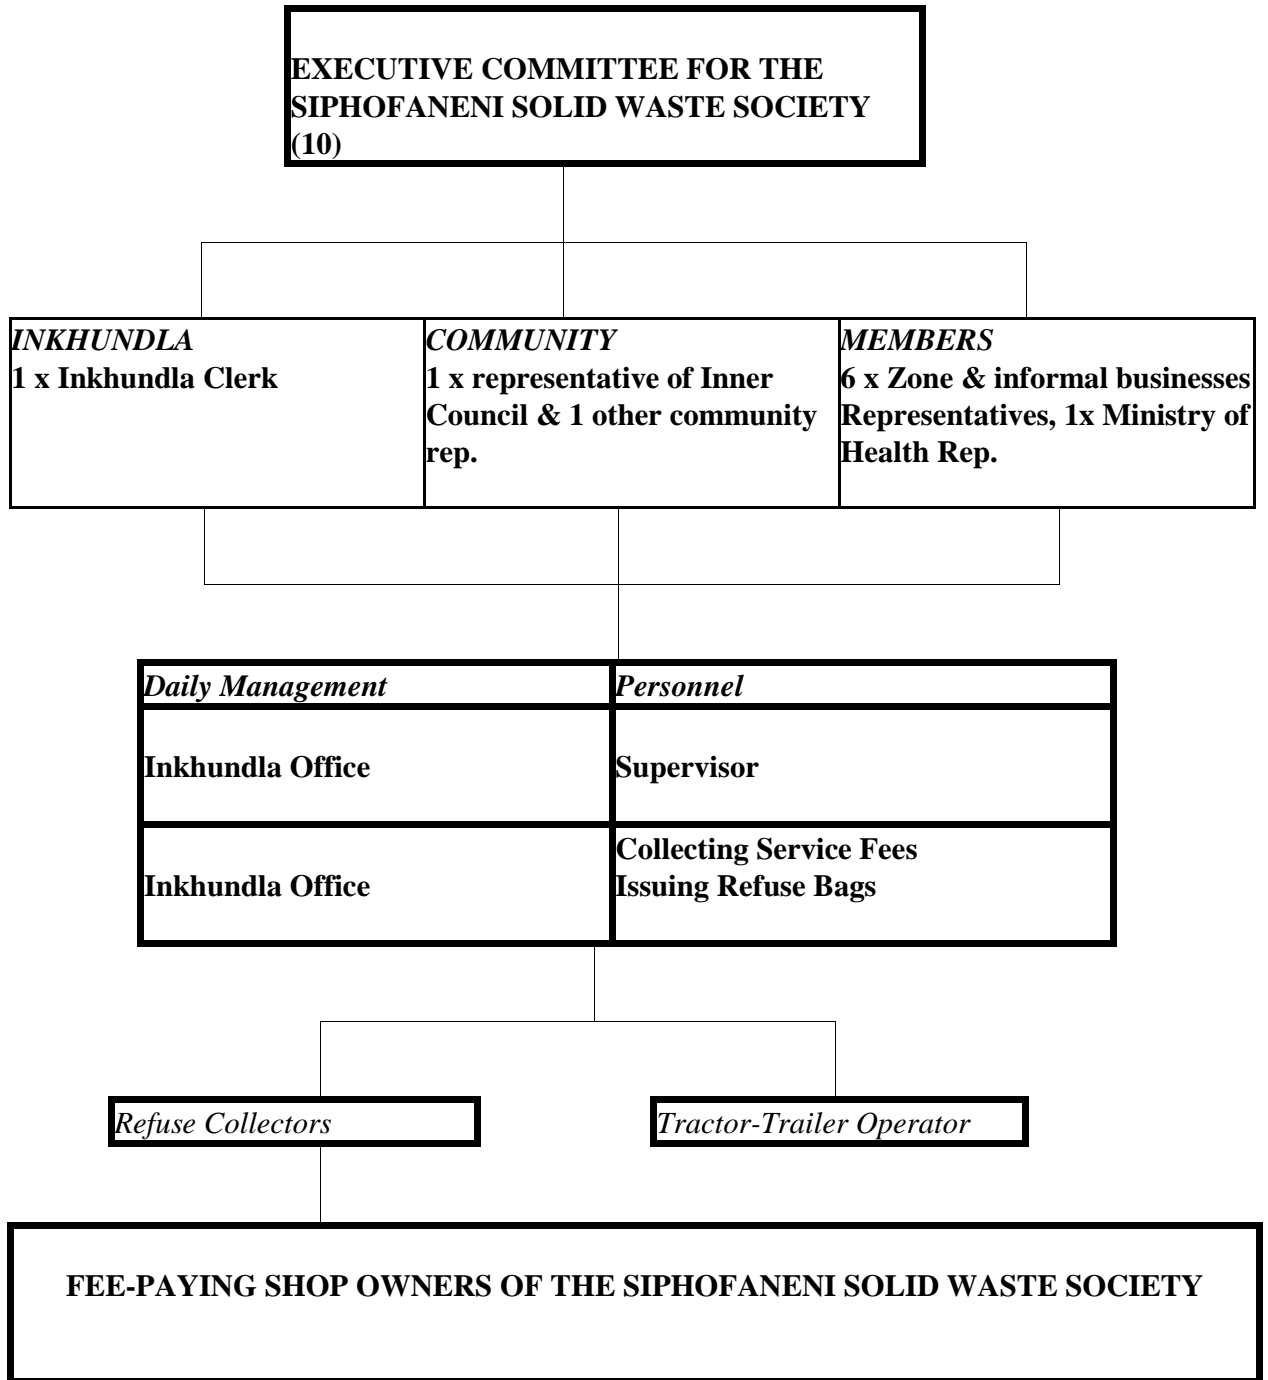 EXECUTIVE COMMITTEE FOR THE
SIPHOFANENI SOLID WASTE SOCIETY
(10)
INKHUNDLA
1 x Inkhundla Clerk
COMMUNITY
1 x representative of Inner
Council & 1 other community
rep.
MEMBERS
6 x Zone & informal businesses
Representatives, 1x Ministry of
Health Rep.
Daily Management
Personnel
Inkhundla Office
Supervisor
Inkhundla Office
Collecting Service Fees
Issuing Refuse Bags
Refuse Collectors
Tractor-Trailer Operator
FEE-PAYING SHOP OWNERS OF THE SIPHOFANENI SOLID WASTE SOCIETY